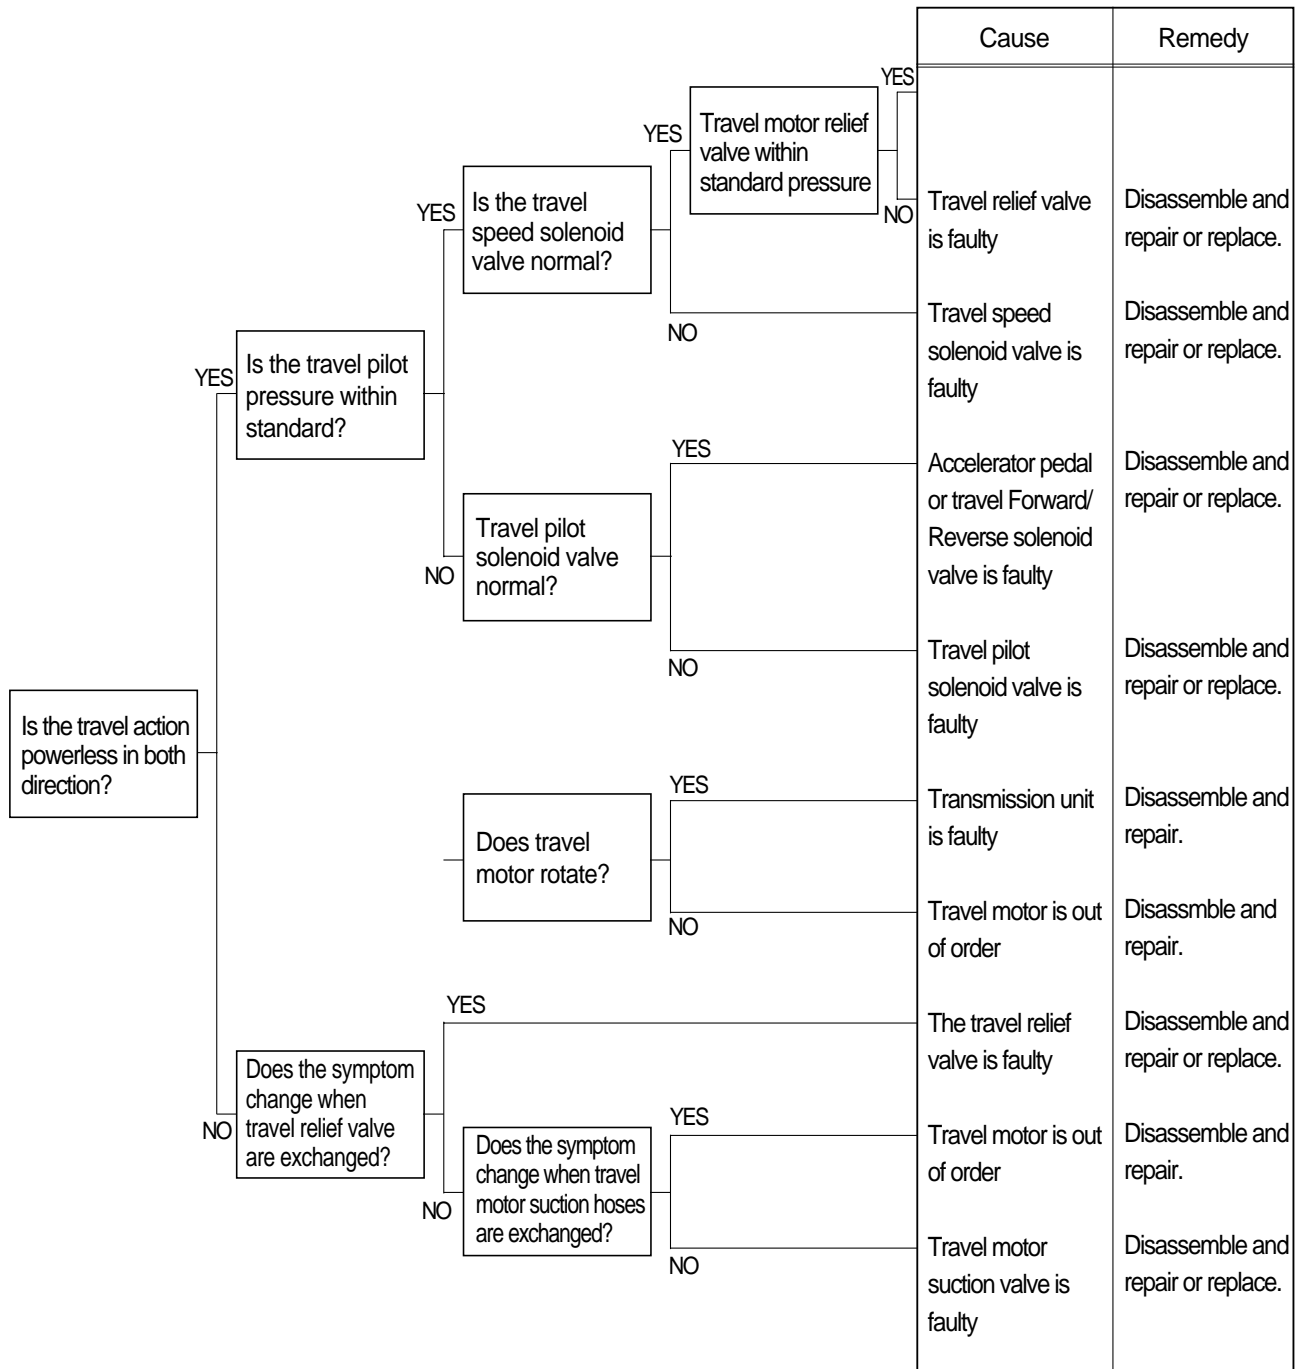 Cause
Remedy
YES
Travel motor relief
valve within
standard pressure
YES
NO
Travel relief valve
is faulty
Disassemble and
repair or replace.
Is the travel
speed solenoid
valve normal?
YES
NO
Travel speed
solenoid valve is
faulty
Disassemble and
repair or replace.
Is the travel pilot
pressure within
standard?
YES
YES
Accelerator pedal
or travel Forward/
Reverse solenoid
valve is faulty
Disassemble and
repair or replace.
Travel pilot
solenoid valve
normal?
NO
NO
Travel pilot
solenoid valve is
faulty
Disassemble and
repair or replace.
Is the travel action
powerless in both
direction?
YES
Transmission unit
is faulty
Disassemble and
repair.
Does travel
motor rotate?
NO
Travel motor is out
of order
Disassmble and
repair.
YES
The travel relief
valve is faulty
Disassemble and
repair or replace.
Does the symptom
change when
travel relief valve
are exchanged?
NO
YES
Travel motor is out
of order
Disassemble and
repair.
Does the symptom
change when travel
motor suction hoses
are exchanged?
NO
NO
Travel motor
suction valve is
faulty
Disassemble and
repair or replace.